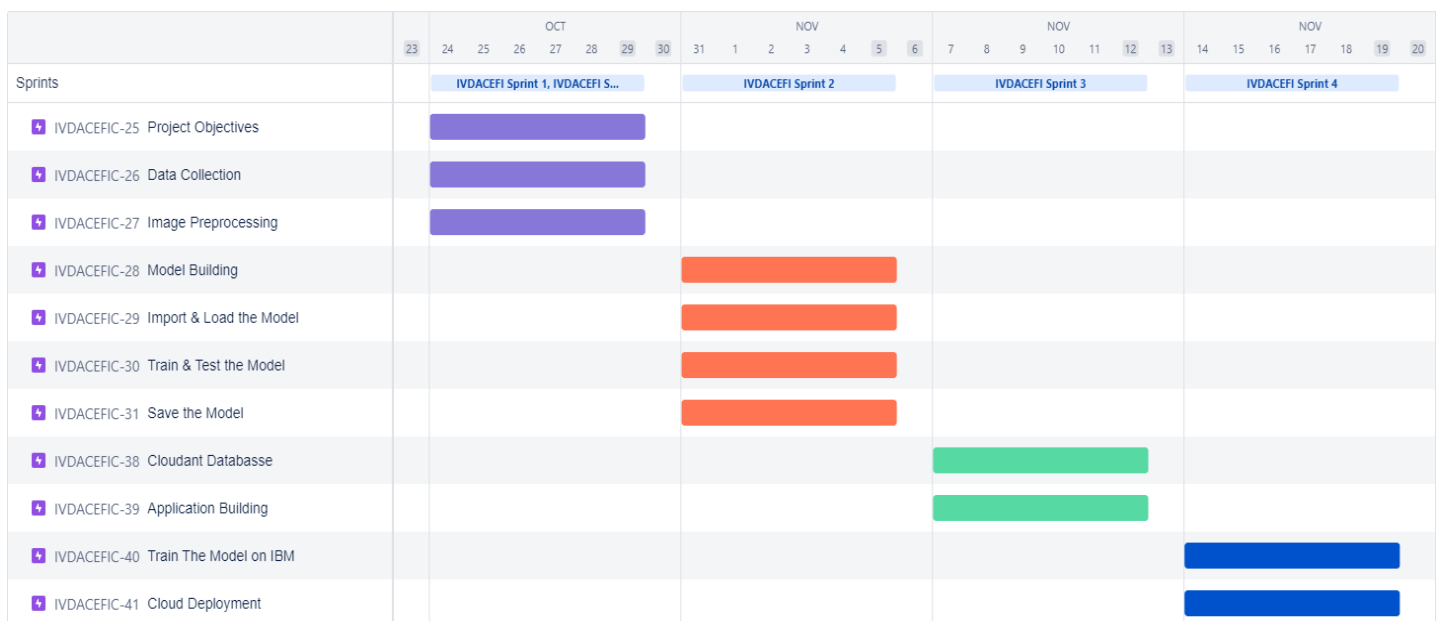 OCT NOV NOV NOV
23 24 25 26 27 28 29 30 31 1 2 3 4 5 6 7 8 9 10 11 12 13 14 15 16 17 18 19 20
Sprints IVDACEFI Sprint 1, IVDACEFI S... IVDACEFI Sprint 2 IVDACEFI Sprint 3 IVDACEFI Sprint 4
IVDACEFIC-25 Project Objectives
IVDACEFIC-26 Data Collection
IVDACEFIC-27 Image Preprocessing
IVDACEFIC-28 Model Building
IVDACEFIC-29 Import & Load the Model
IVDACEFIC-30 Train & Test the Model
IVDACEFIC-31 Save the Model
IVDACEFIC-38 Cloudant Databasse
IVDACEFIC-39 Application Building
IVDACEFIC-40 Train The Model on IBM
IVDACEFIC-41 Cloud Deployment